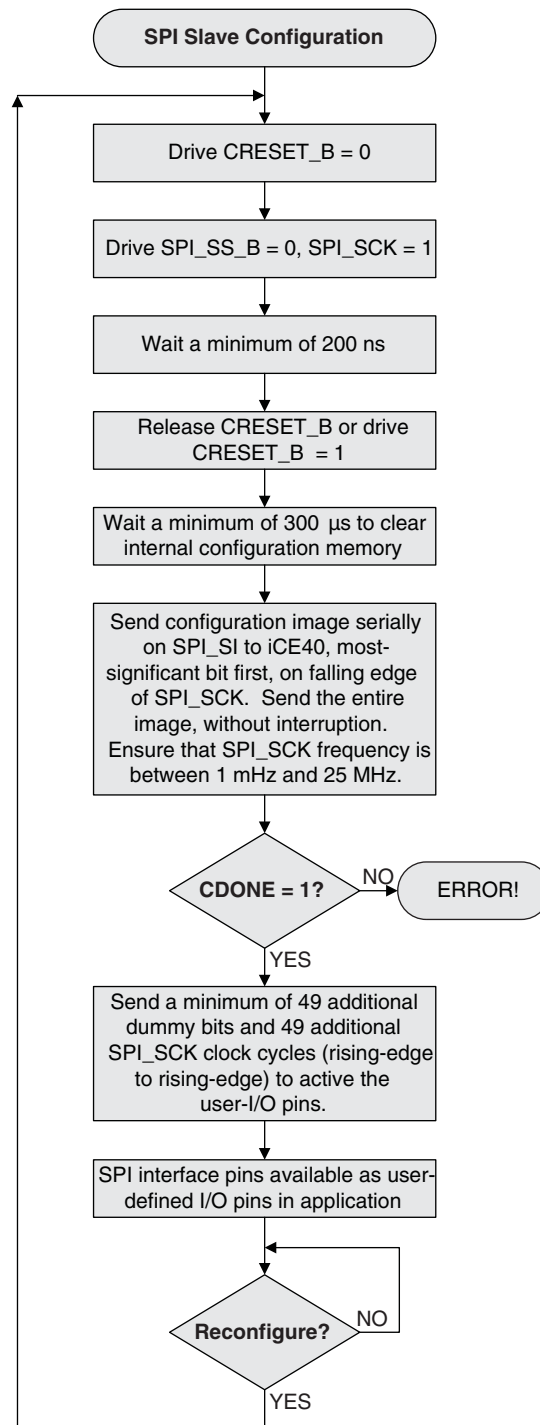 SPI Slave Configuration
Drive CRESET_B = 0
Drive SPI_SS_B = 0, SPI_SCK = 1
Wait a minimum of 200 ns
Release CRESET_B or drive
CRESET_B = 1
Wait a minimum of 300 µs to clear
internal configuration memory
Send configuration image serially
on SPI_SI to iCE40, most-
significant bit first, on falling edge
of SPI_SCK. Send the entire
image, without interruption.
Ensure that SPI_SCK frequency is
between 1 mHz and 25 MHz.
CDONE = 1?
NO
ERROR!
YES
Send a minimum of 49 additional
dummy bits and 49 additional
SPI_SCK clock cycles (rising-edge
to rising-edge) to active the
user-I/O pins.
SPI interface pins available as user-
defined I/O pins in application
Reconfigure?
NO
YES